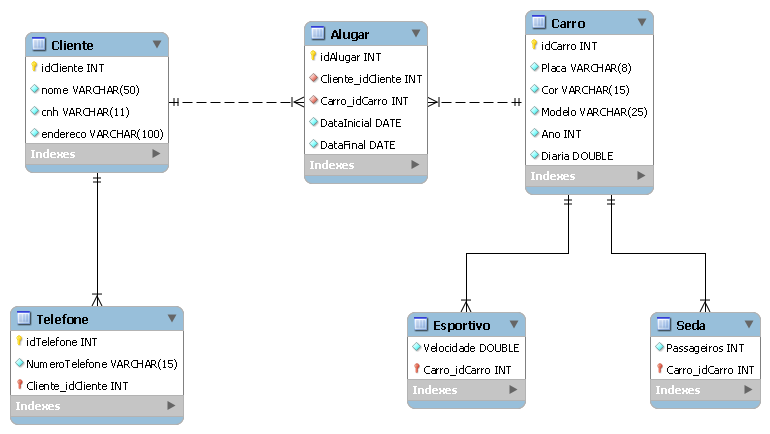 Cliente
idCliente INT
nome VARCHAR(50)
cnh VARCHAR(11)
endereco VARCHAR(100)
Indexes
Alugar
idAlugar INT
Cliente_idCliente INT
Carro_idCarro INT
DataInicial DATE
DataFinal DATE
Indexes
Carro
idCarro INT
Placa VARCHAR(8)
Cor VARCHAR(15)
Modelo VARCHAR(25)
Ano INT
Diaria DOUBLE
Indexes
Telefone
idTelefone INT
NumeroTelefone VARCHAR(15)
Cliente_idCliente INT
Indexes
Esportivo
Velocidade DOUBLE
Carro_idCarro INT
Indexes
Seda
Passageiros INT
Carro_idCarro INT
Indexes